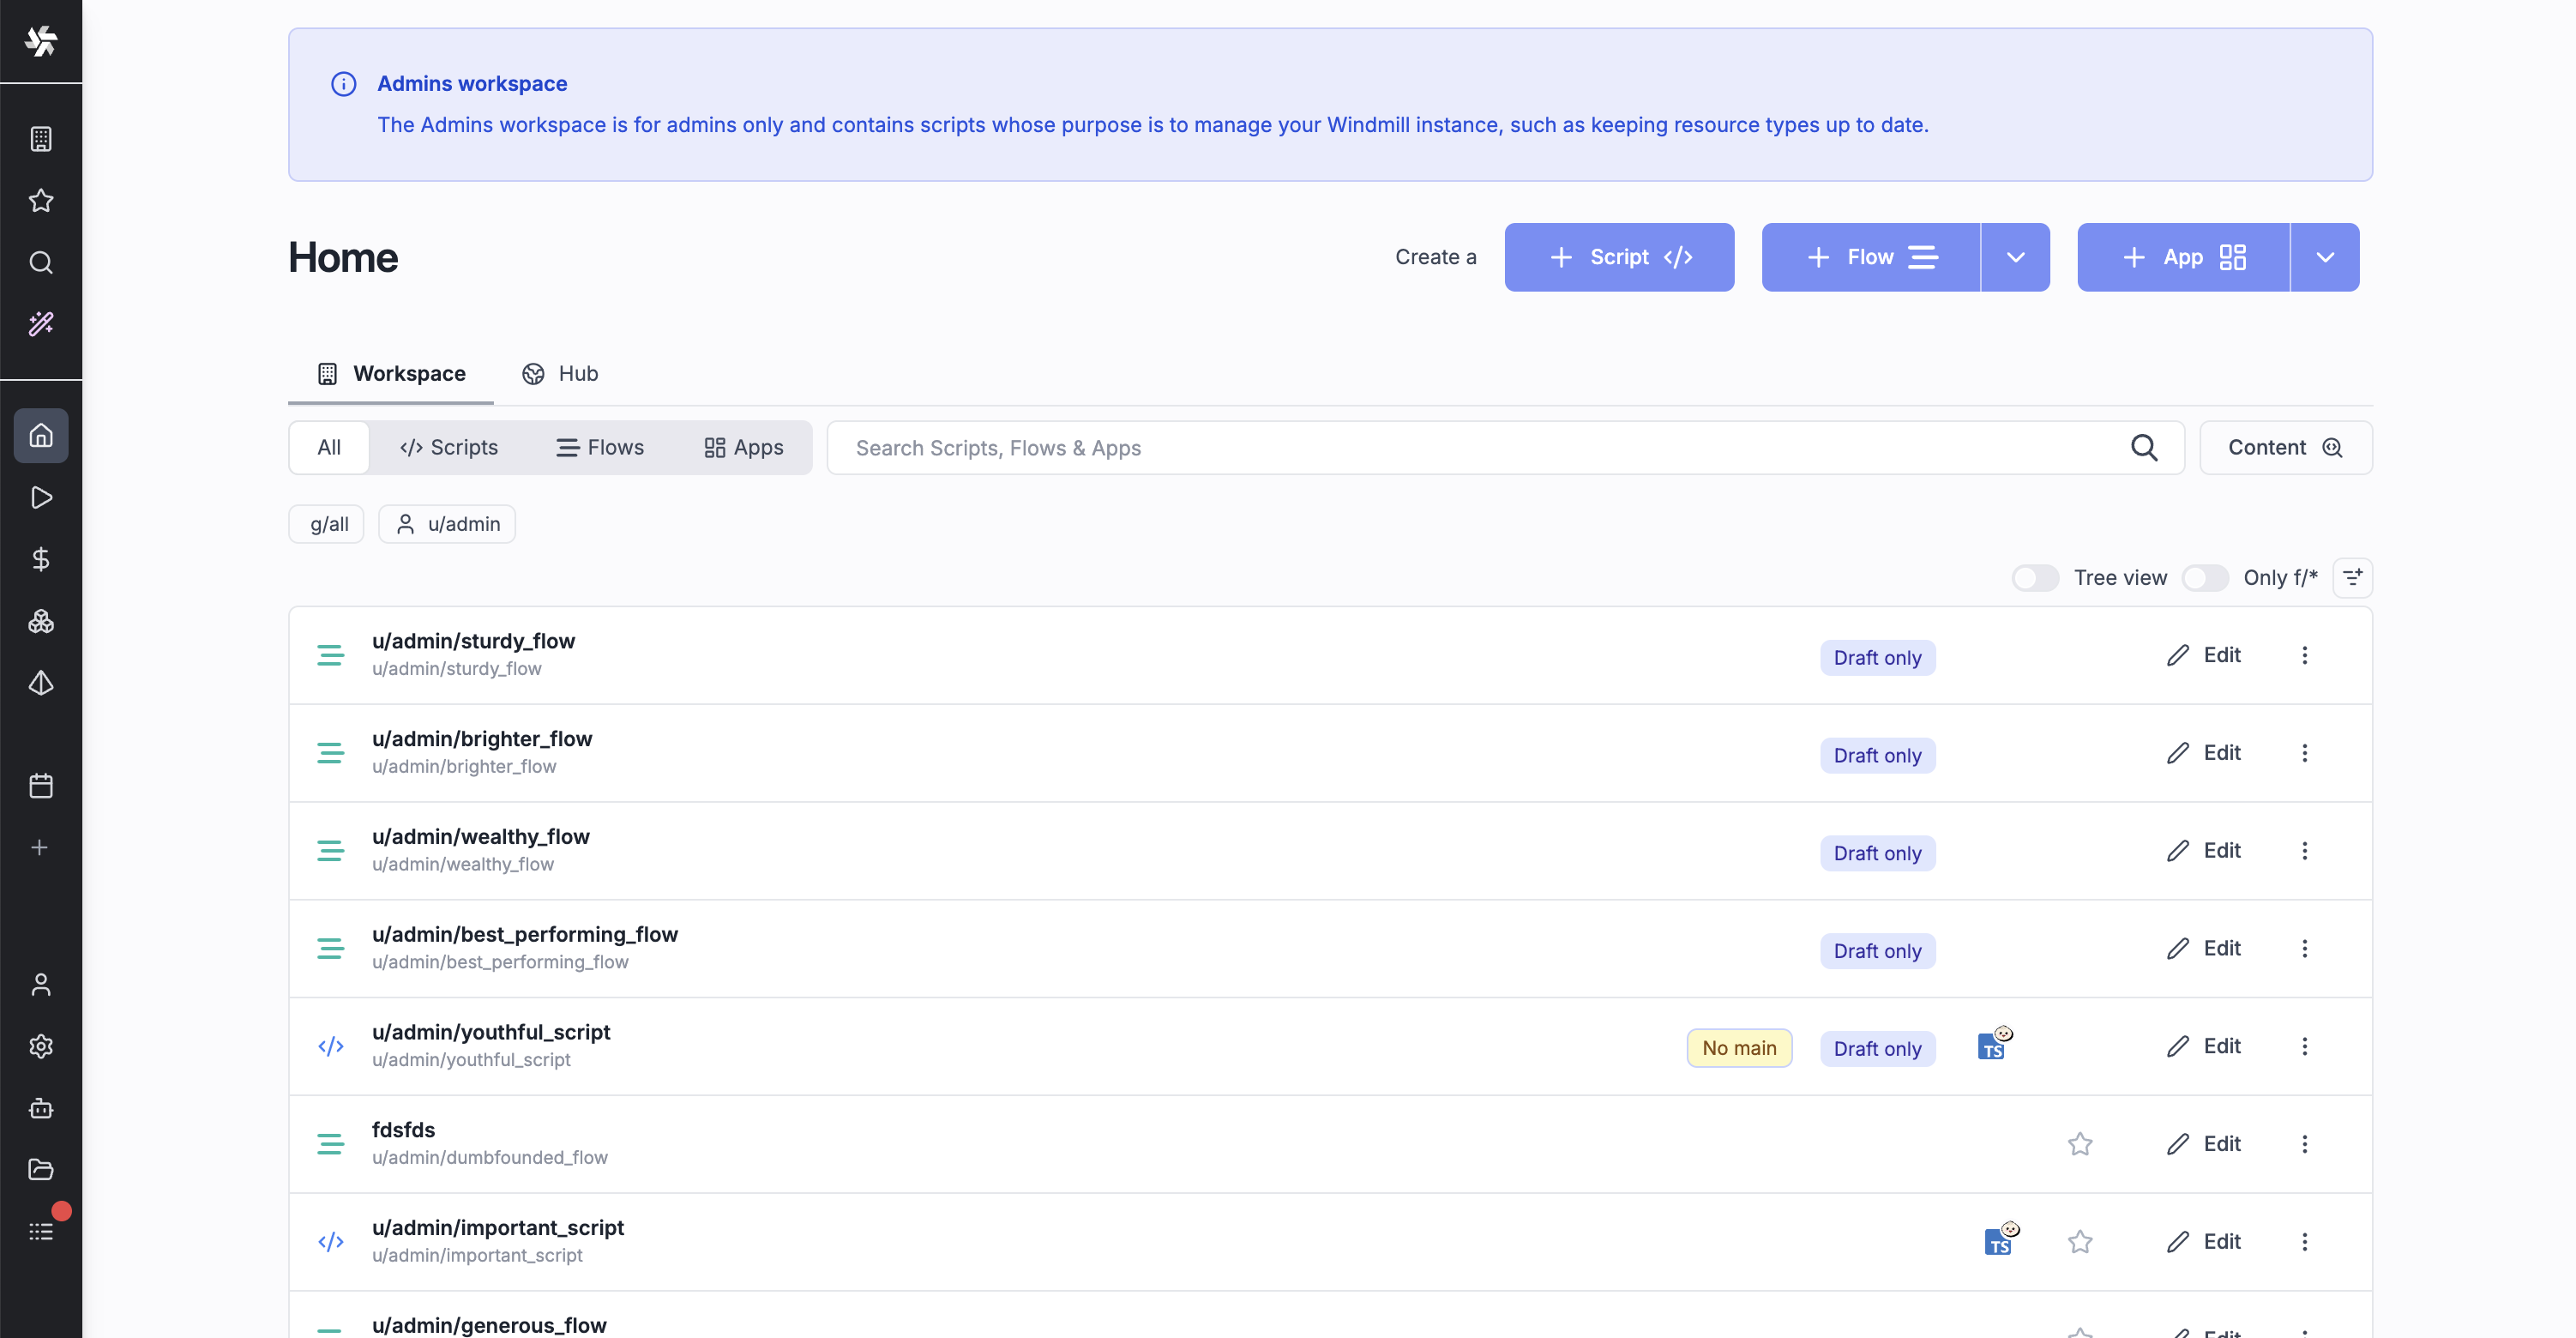 Admins workspace
The Admins workspace is for admins only and contains scripts whose purpose is to manage your Windmill instance, such as keeping resource types up to date.
Home
Create a
Script
Flow
App
Workspace
Hub
All
Scripts
Flows
Apps
Search Scripts, Flows & Apps
Content
g/all
u/admin
Tree view
Only f/*
u/admin/sturdy_flow
u/admin/sturdy_flow
Draft only
Edit
u/admin/brighter_flow
u/admin/brighter_flow
Draft only
Edit
u/admin/wealthy_flow
u/admin/wealthy_flow
Draft only
Edit
u/admin/best_performing_flow
u/admin/best_performing_flow
Draft only
Edit
u/admin/youthful_script
u/admin/youthful_script
No main
Draft only
TS
Edit
fdsfds
u/admin/dumbfounded_flow
Edit
u/admin/important_script
u/admin/important_script
TS
Edit
u/admin/generous_flow
Edit